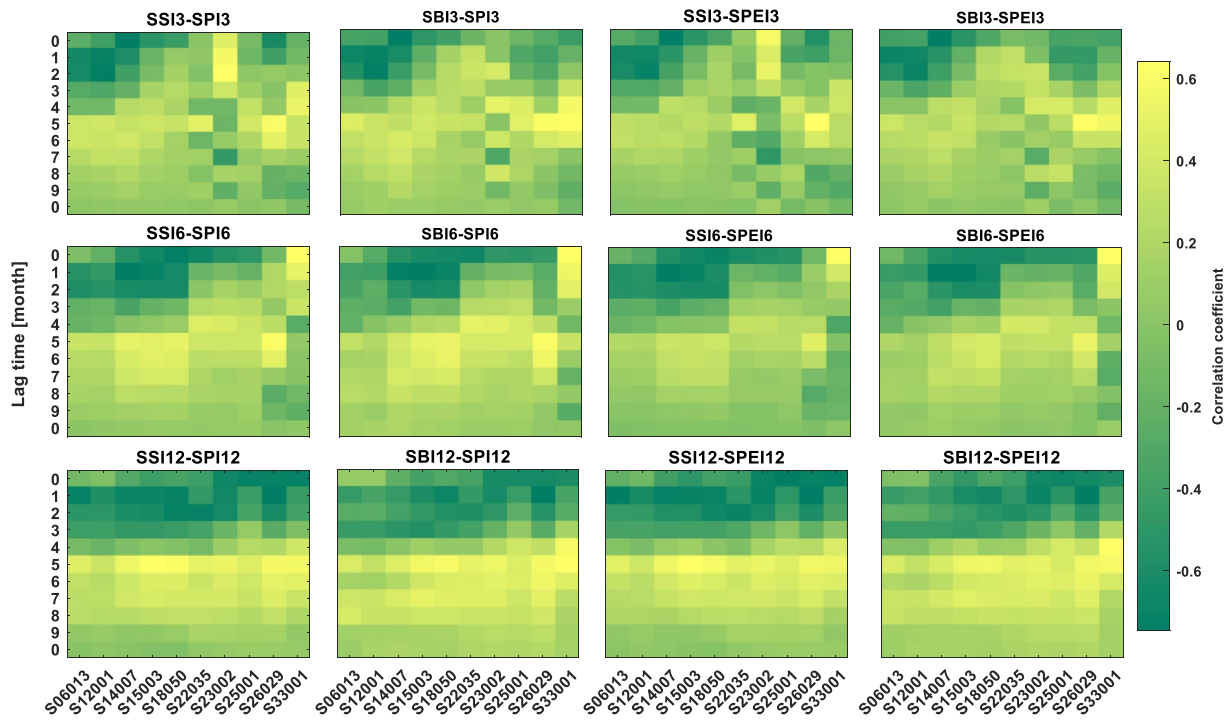 SSI3-SPI3
SBI3-SPI3
SSI3-SPEI3
SBI3-SPEI3
0
1
2
3
4
5
6
7
8
9
0
SSI6-SPI6
SBI6-SPI6
SSI6-SPEI6
SBI6-SPEI6
0
1
2
3
4
5
6
7
8
9
0
Lag time [month]
SSI12-SPI12
SBI12-SPI12
SSI12-SPEI12
SBI12-SPEI12
0
1
2
3
4
5
6
7
8
9
0
S06013
S12001
S14007
S15003
S18050
S22035
S23002
S25001
S26029
S33001
S06013
S12001
S14007
S15003
S18050
S22035
S23002
S25001
S26029
S33001
S06013
S12001
S14007
S15003
S18050
S22035
S23002
S25001
S26029
S33001
S06013
S12001
S14007
S15003
S18050
S22035
S23002
S25001
S26029
S33001
0.6
0.4
0.2
0
-0.2
-0.4
-0.6
Correlation coefficient